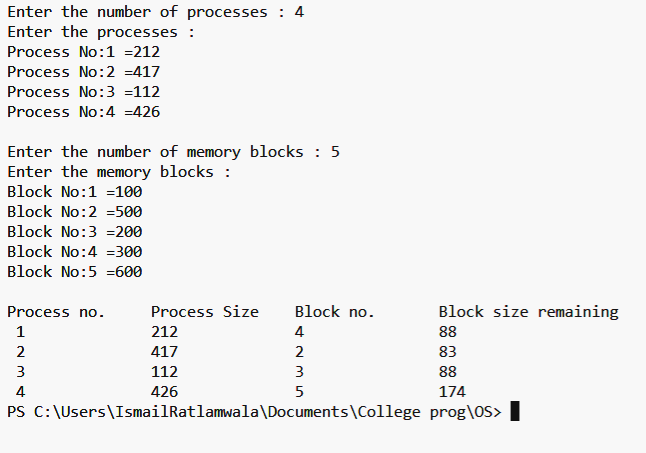 Enter the number of processes : 4
Enter the processes :
Process No:1 =212
Process No:2 =417
Process No:3 =112
Process No:4 =426
Enter the number of memory blocks : 5
Enter the memory blocks :
Block No:1 =100
Block No:2 =500
Block No:3 =200
Block No:4 =300
Block No:5 =600
Process no. Process Size Block no. Block size remaining
1 212 4 88
2 417 2 83
3 112 3 88
4 426 5 174
PS C:\Users\IsmailRatlamwala\Documents\College prog\OS>